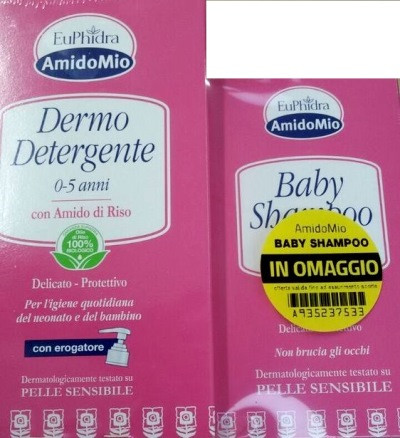 EuPhidra
AmidoMio
Dermo
Detergente
0-5 anni
con Amido di Riso
100%
BIOLOGICO
Delicato - Protettivo
Per l'igiene quotidiana
del neonato e del bambino
con erogatore
Dermatologicamente testato su
PELLE SENSIBILE
EuPhidra
AmidoMio
Baby
Shampoo
AmidoMio
BABY SHAMPOO
IN OMAGGIO
A935237533
Non brucia gli occhi
Dermatologicamente testato su
PELLE SENSIBILE